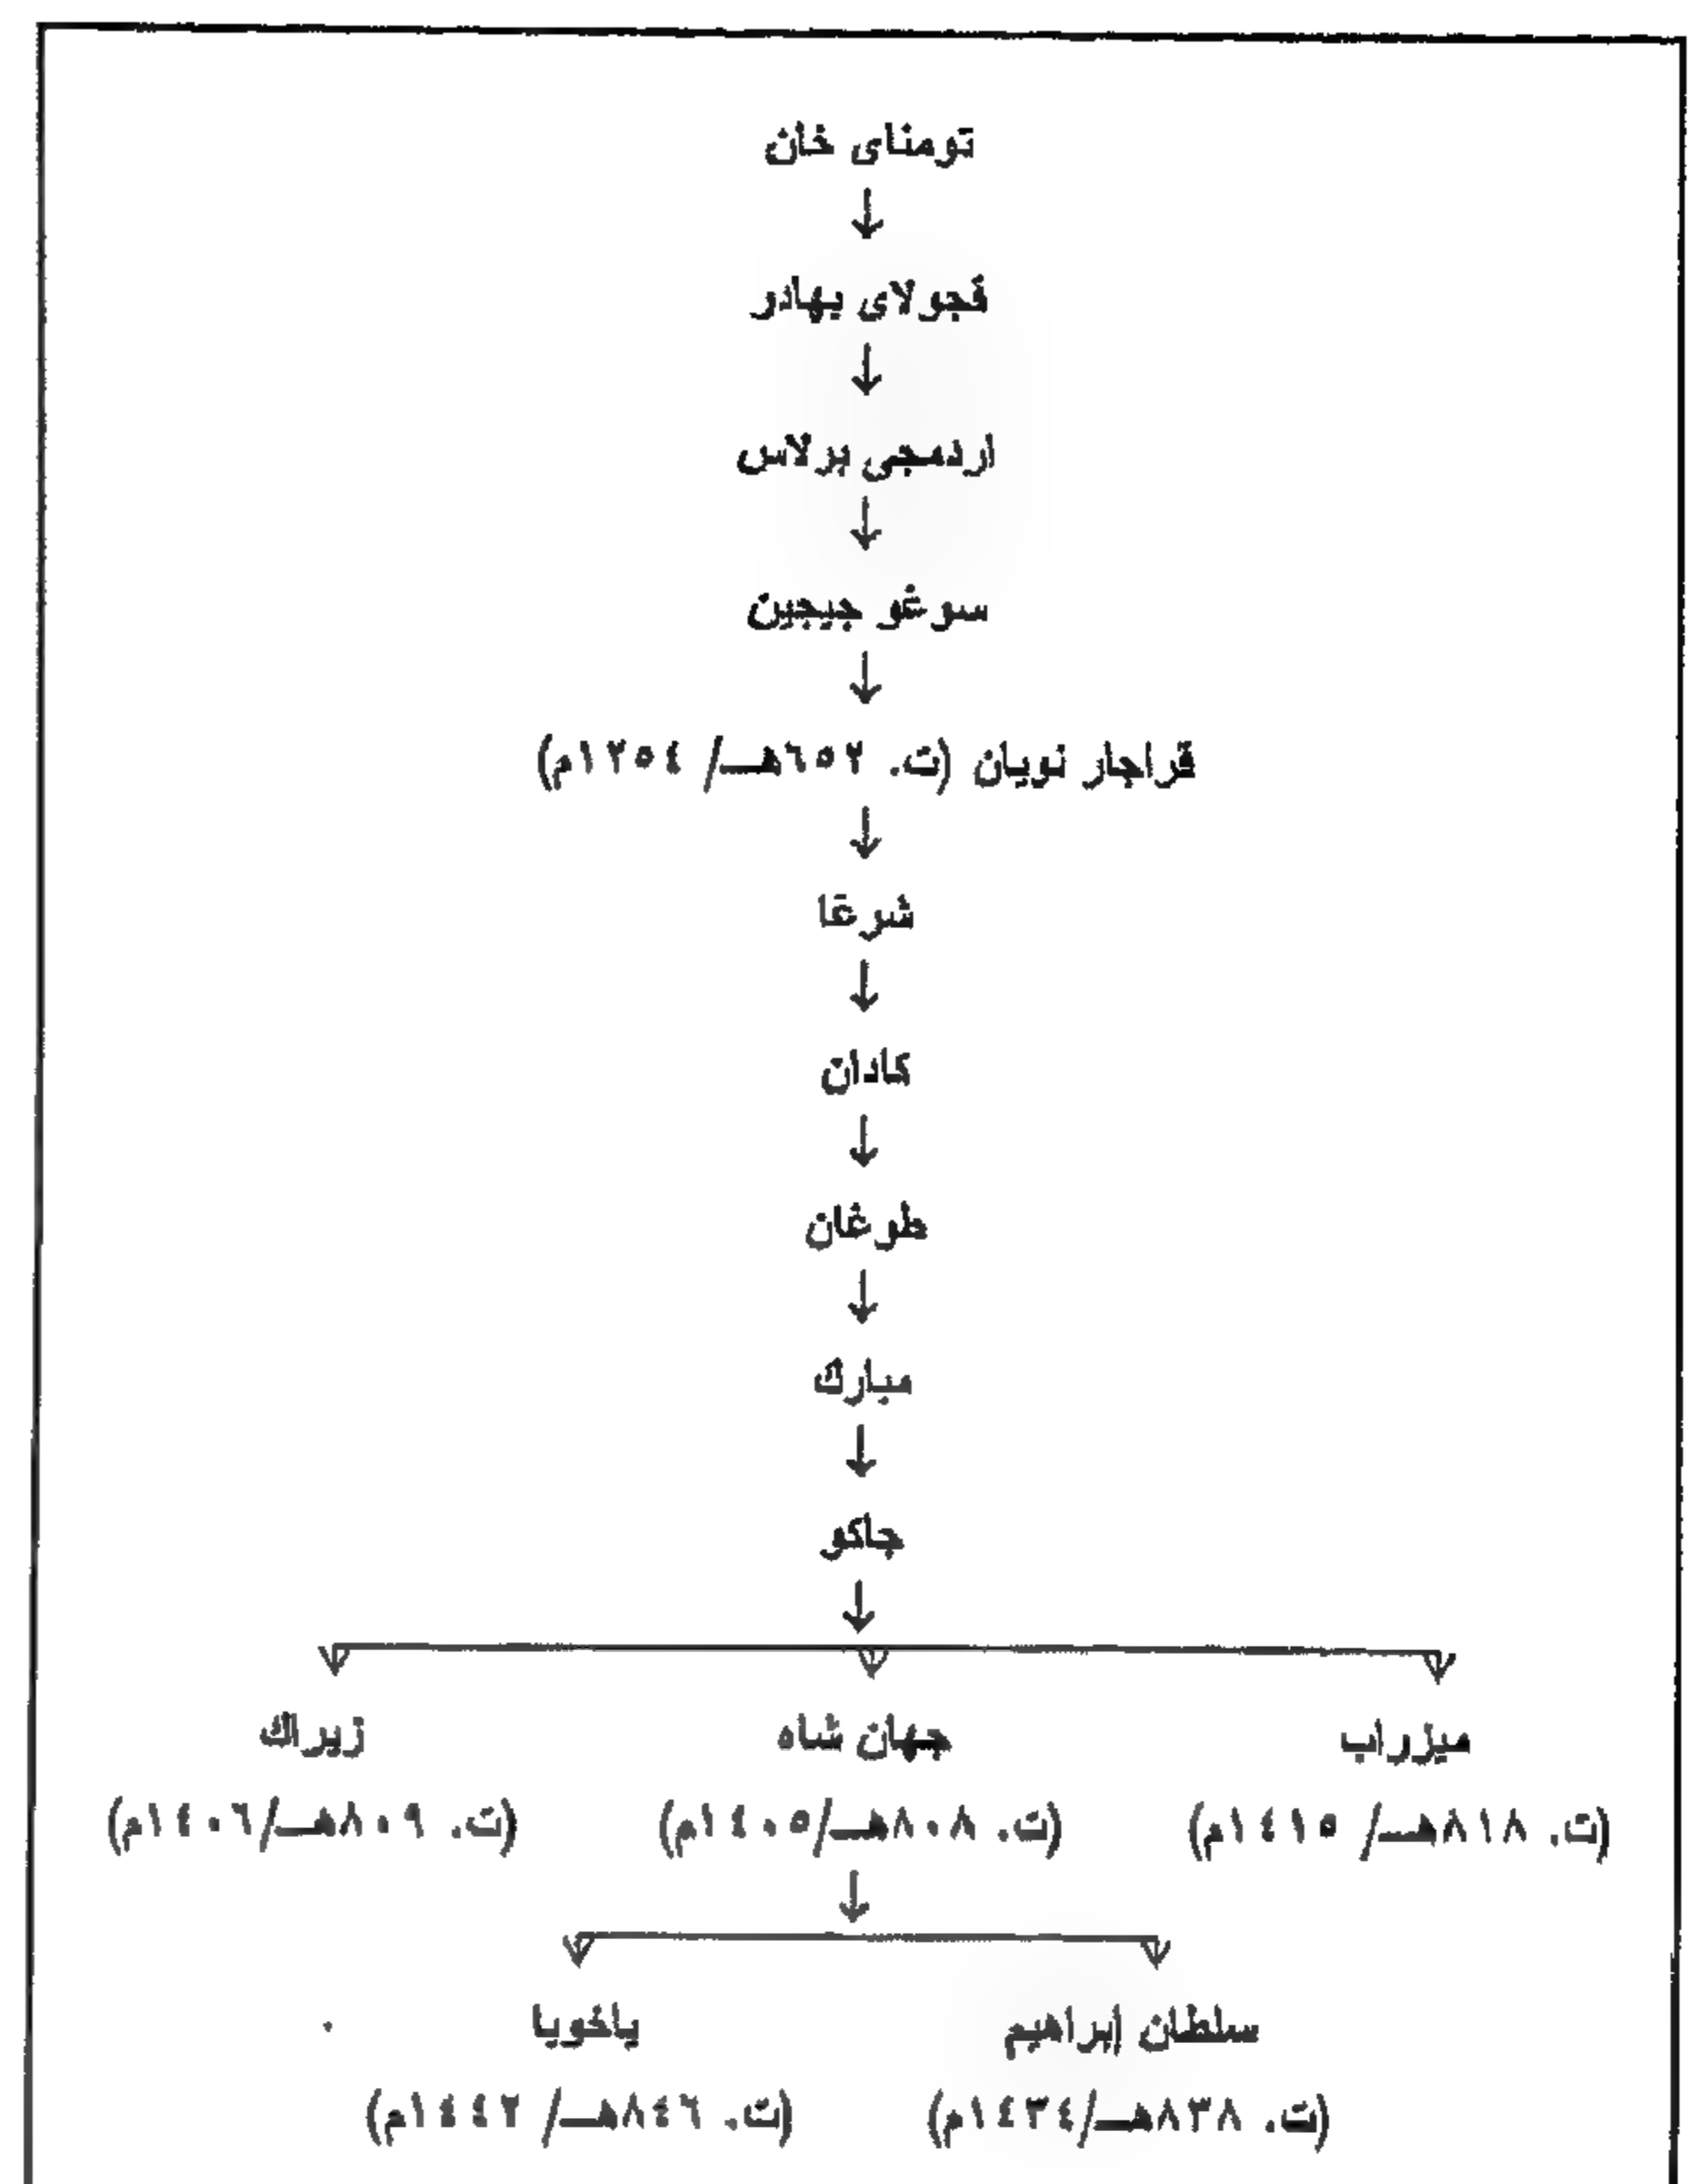 تومناى خان
↓
قجولاى بهادر
↓
اردمجى برلاس
↓
سوغو جيجين
↓
قراجار نويان (ت. ٦٥٢هـ/ ١٢٥٤م)
↓
شرغا
↓
كادان
↓
طوغان
↓
مبارك
↓
جاكو
↓
ميزراب جهان شاه زيراك
(ت. ٨١٨هـ/ ١٤١٥م) (ت. ٨٠٨هـ/١٤٠٥م) (ت. ٨٠٩هـ/١٤٠٦م)
↓
سلطان إبراهيم ياخويا
(ت. ٨٣٨هـ/١٤٣٤م) (ت. ٨٤٦هـ/ ١٤٤٢م)